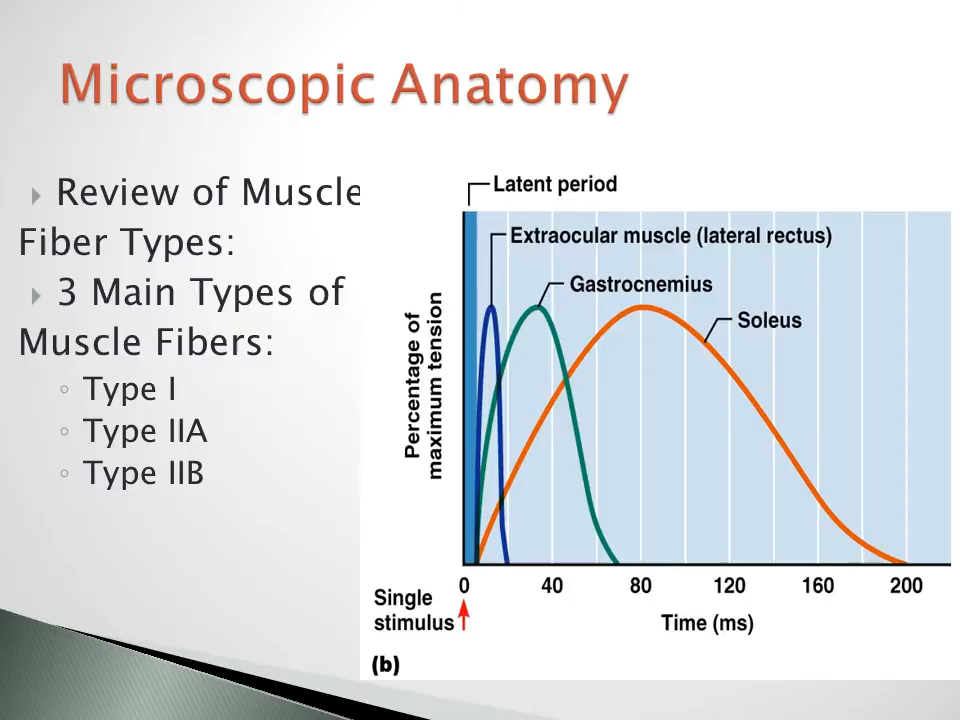 Microscopic Anatomy
Review of Muscle
Fiber Types:
3 Main Types of
Muscle Fibers:
Type I
Type IIA
Type IIB
Latent period
Extraocular muscle (lateral rectus)
Gastrocnemius
Soleus
Percentage of
maximum tension
0 40 80 120 160 200
Single
stimulus
Time (ms)
(b)